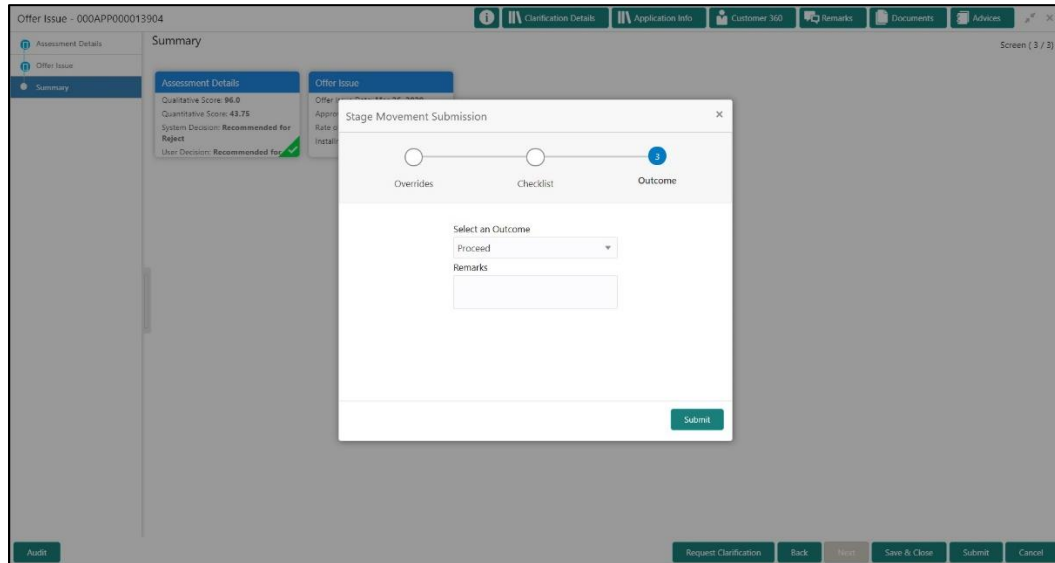 Offer Issue - 000APP000013904
Clarification Details
Application Info
Customer 360
Remarks
Documents
Advices
Assessment Details
Offer Issue
Summary
Summary
Screen ( 3 / 3)
Assessment Details
Qualitative Score: 96.0
Quantitative Score: 43.75
System Decision: Recommended for
Reject
User Decision: Recommended for
Offer Issue
Stage Movement Submission
3
Overrides
Checklist
Outcome
Select an Outcome
Proceed
Remarks
Submit
Audit
Request Clarification
Back
Next
Save & Close
Submit
Cancel